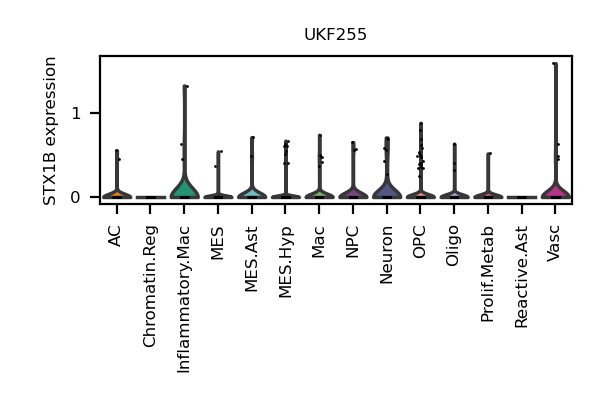 UKF255
STX1B expression
1
0
AC
Chromatin.Reg
Inflammatory.Mac
MES
MES.Ast
MES.Hyp
Mac
NPC
Neuron
OPC
Oligo
Prolif.Metab
Reactive.Ast
Vasc